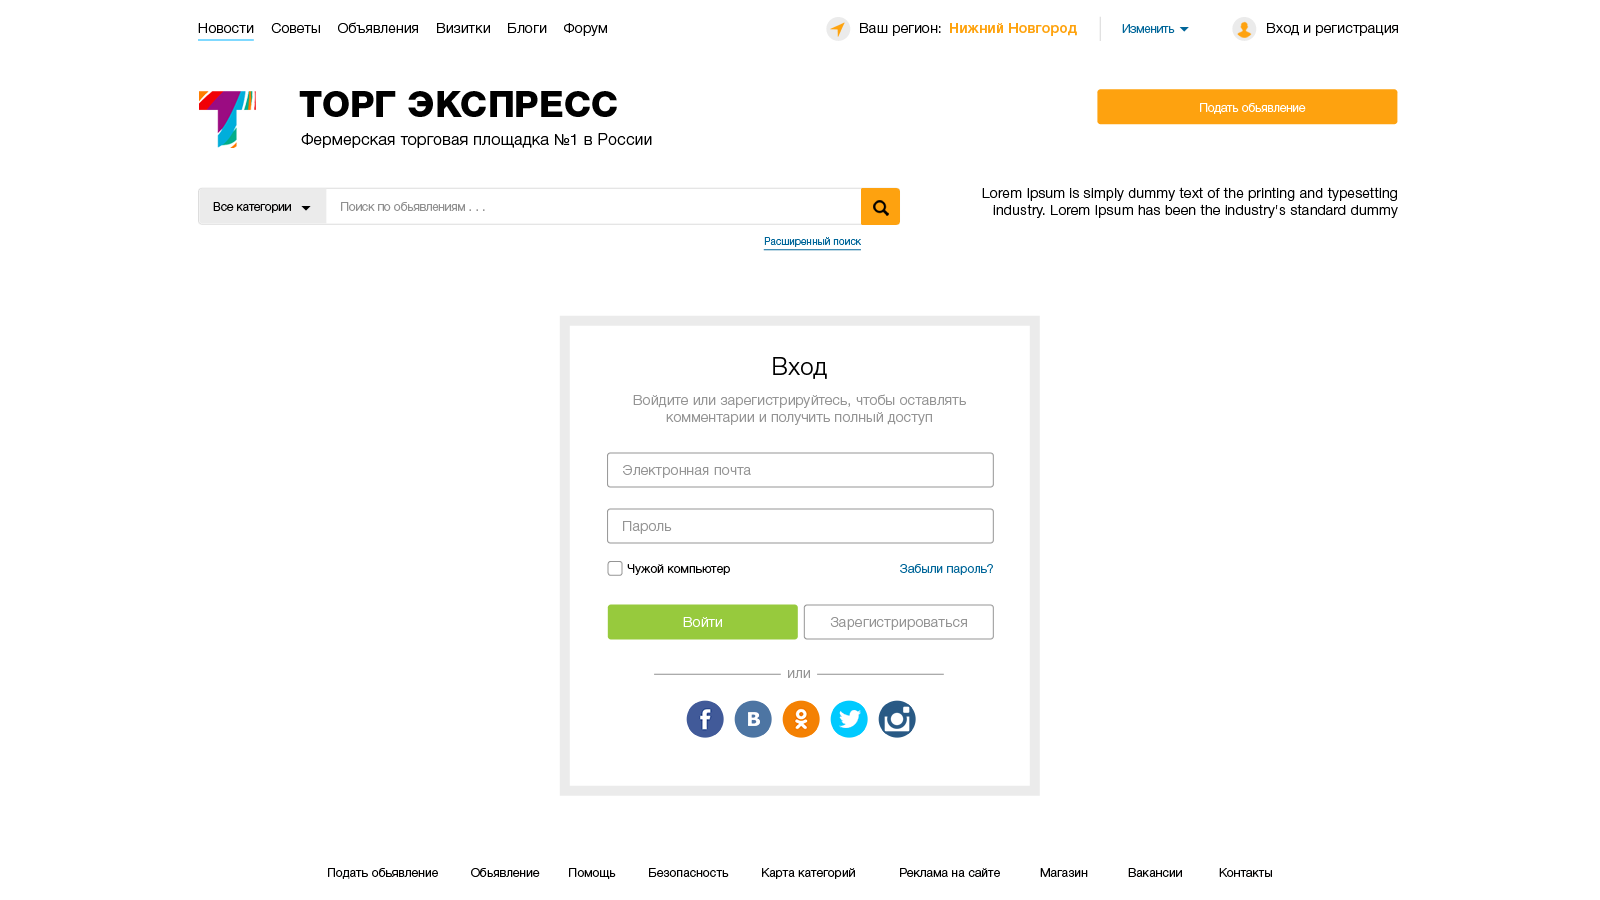 Новости Советы Объявления Визитки Блоги Форум Ваш регион: Нижний Новгород Изменить Вход и регистрация
ТОРГ ЭКСПРЕСС
Подать обьявление
Фермерская торговая площадка №1 в России
Все категории Поиск по обьявлениям . . .
Lorem Ipsum is simply dummy text of the printing and typesetting
industry. Lorem Ipsum has been the industry's standard dummy
Расширенный поиск
Вход
Войдите или зарегистрируйтесь, чтобы оставлять
комментарии и получить полный доступ
Электронная почта
Пароль
Чужой компьютер Забыли пароль?
Войти Зарегистрироваться
или
Подать обьявление Обьявление Помощь Безопасность Карта категорий Реклама на сайте Магазин Вакансии Контакты